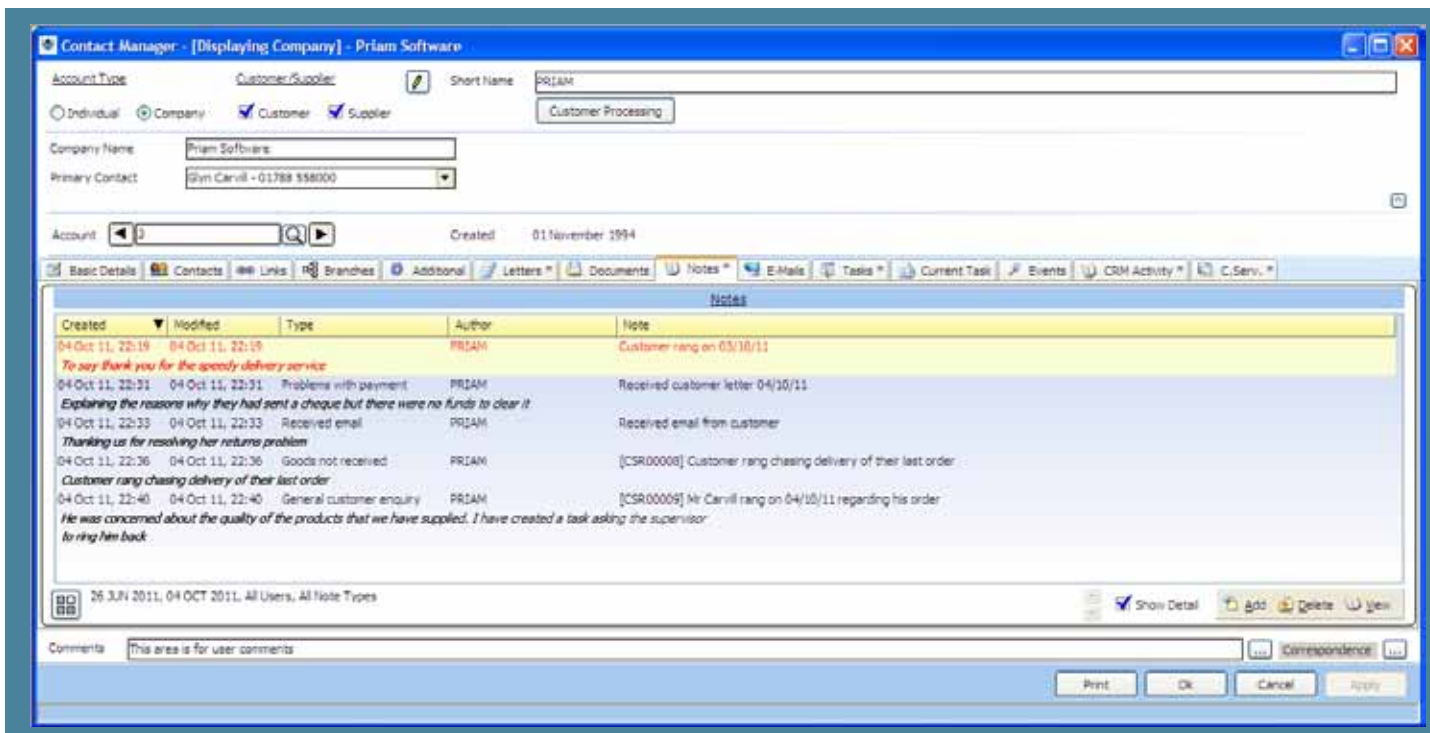 Contact Manager - [Displaying Company] - Priam Software
Account Type Customer/Supplier Short Name PRIAM
Individual Company Customer Supplier Customer Processing
Company Name Priam Software
Primary Contact Glyn Carvill - 01788 558000
Account Created 01 November 1994
Basic Details Contacts Links Branches Additional Letters * Documents Notes * E-Mails Tasks * Current Task Events CRM Activity * C.Serv. *
Notes
Created Modified Type Author Note
04 Oct 11, 22:19 04 Oct 11, 22:19 PRIAM Customer rang on 03/10/11
To say thank you for the speedy delivery service
04 Oct 11, 22:31 04 Oct 11, 22:31 Problems with payment PRIAM Received customer letter 04/10/11
Explaining the reasons why they had sent a cheque but there were no funds to clear it
04 Oct 11, 22:33 04 Oct 11, 22:33 Received email PRIAM Received email from customer
Thanking us for resolving her returns problem
04 Oct 11, 22:36 04 Oct 11, 22:36 Goods not received PRIAM [CSR00008] Customer rang chasing delivery of their last order
Customer rang chasing delivery of their last order
04 Oct 11, 22:40 04 Oct 11, 22:40 General customer enquiry PRIAM [CSR00009] Mr Carvill rang on 04/10/11 regarding his order
He was concerned about the quality of the products that we have supplied. I have created a task asking the supervisor
to ring him back
26 JUN 2011, 04 OCT 2011, All Users, All Note Types Show Detail Add Delete View
Comments This area is for user comments ... Correspondence ...
Print Ok Cancel Apply